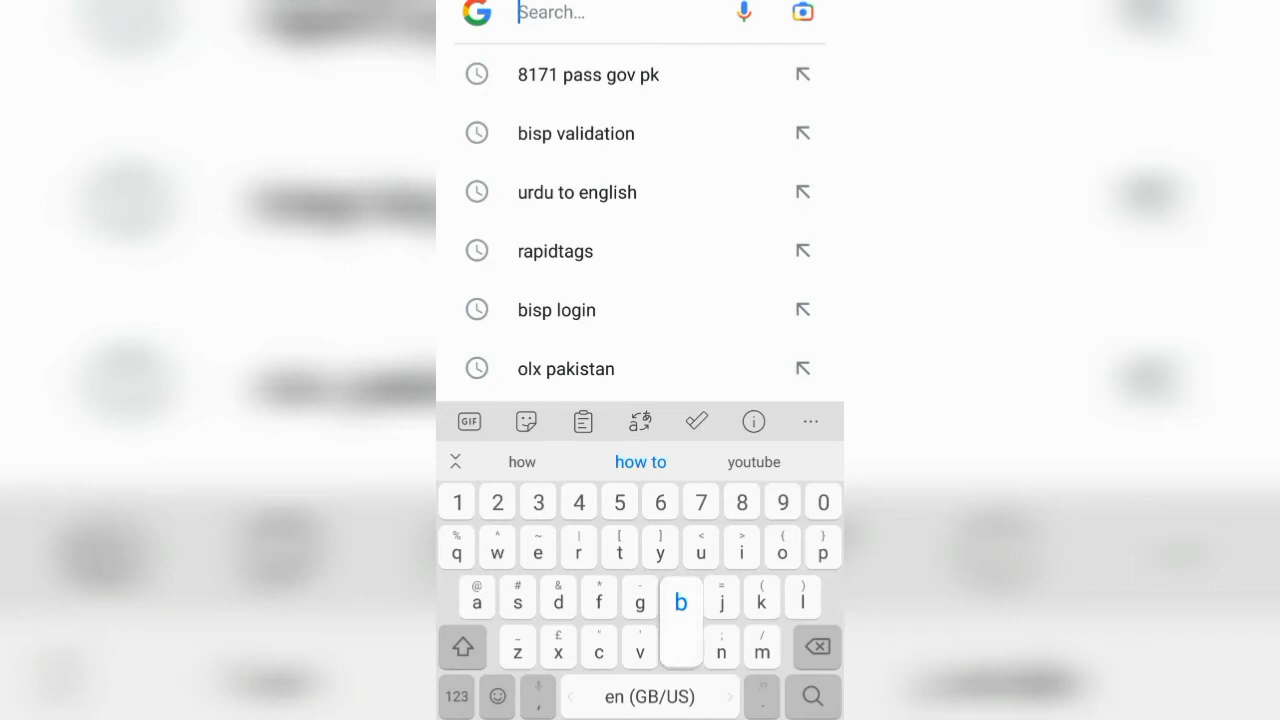 Search...
8171 pass gov pk
bisp validation
urdu to english
rapidtags
bisp login
olx pakistan
GIF
how how to youtube
1 2 3 4 5 6 7 8 9 0
% ^ ~ | [ ] < > { }
q w e r t y u i o p
@ # & * - = ( )
a s d f g b j k l
_ £ " ' ; /
z x c v n m
123 , en (GB/US) .